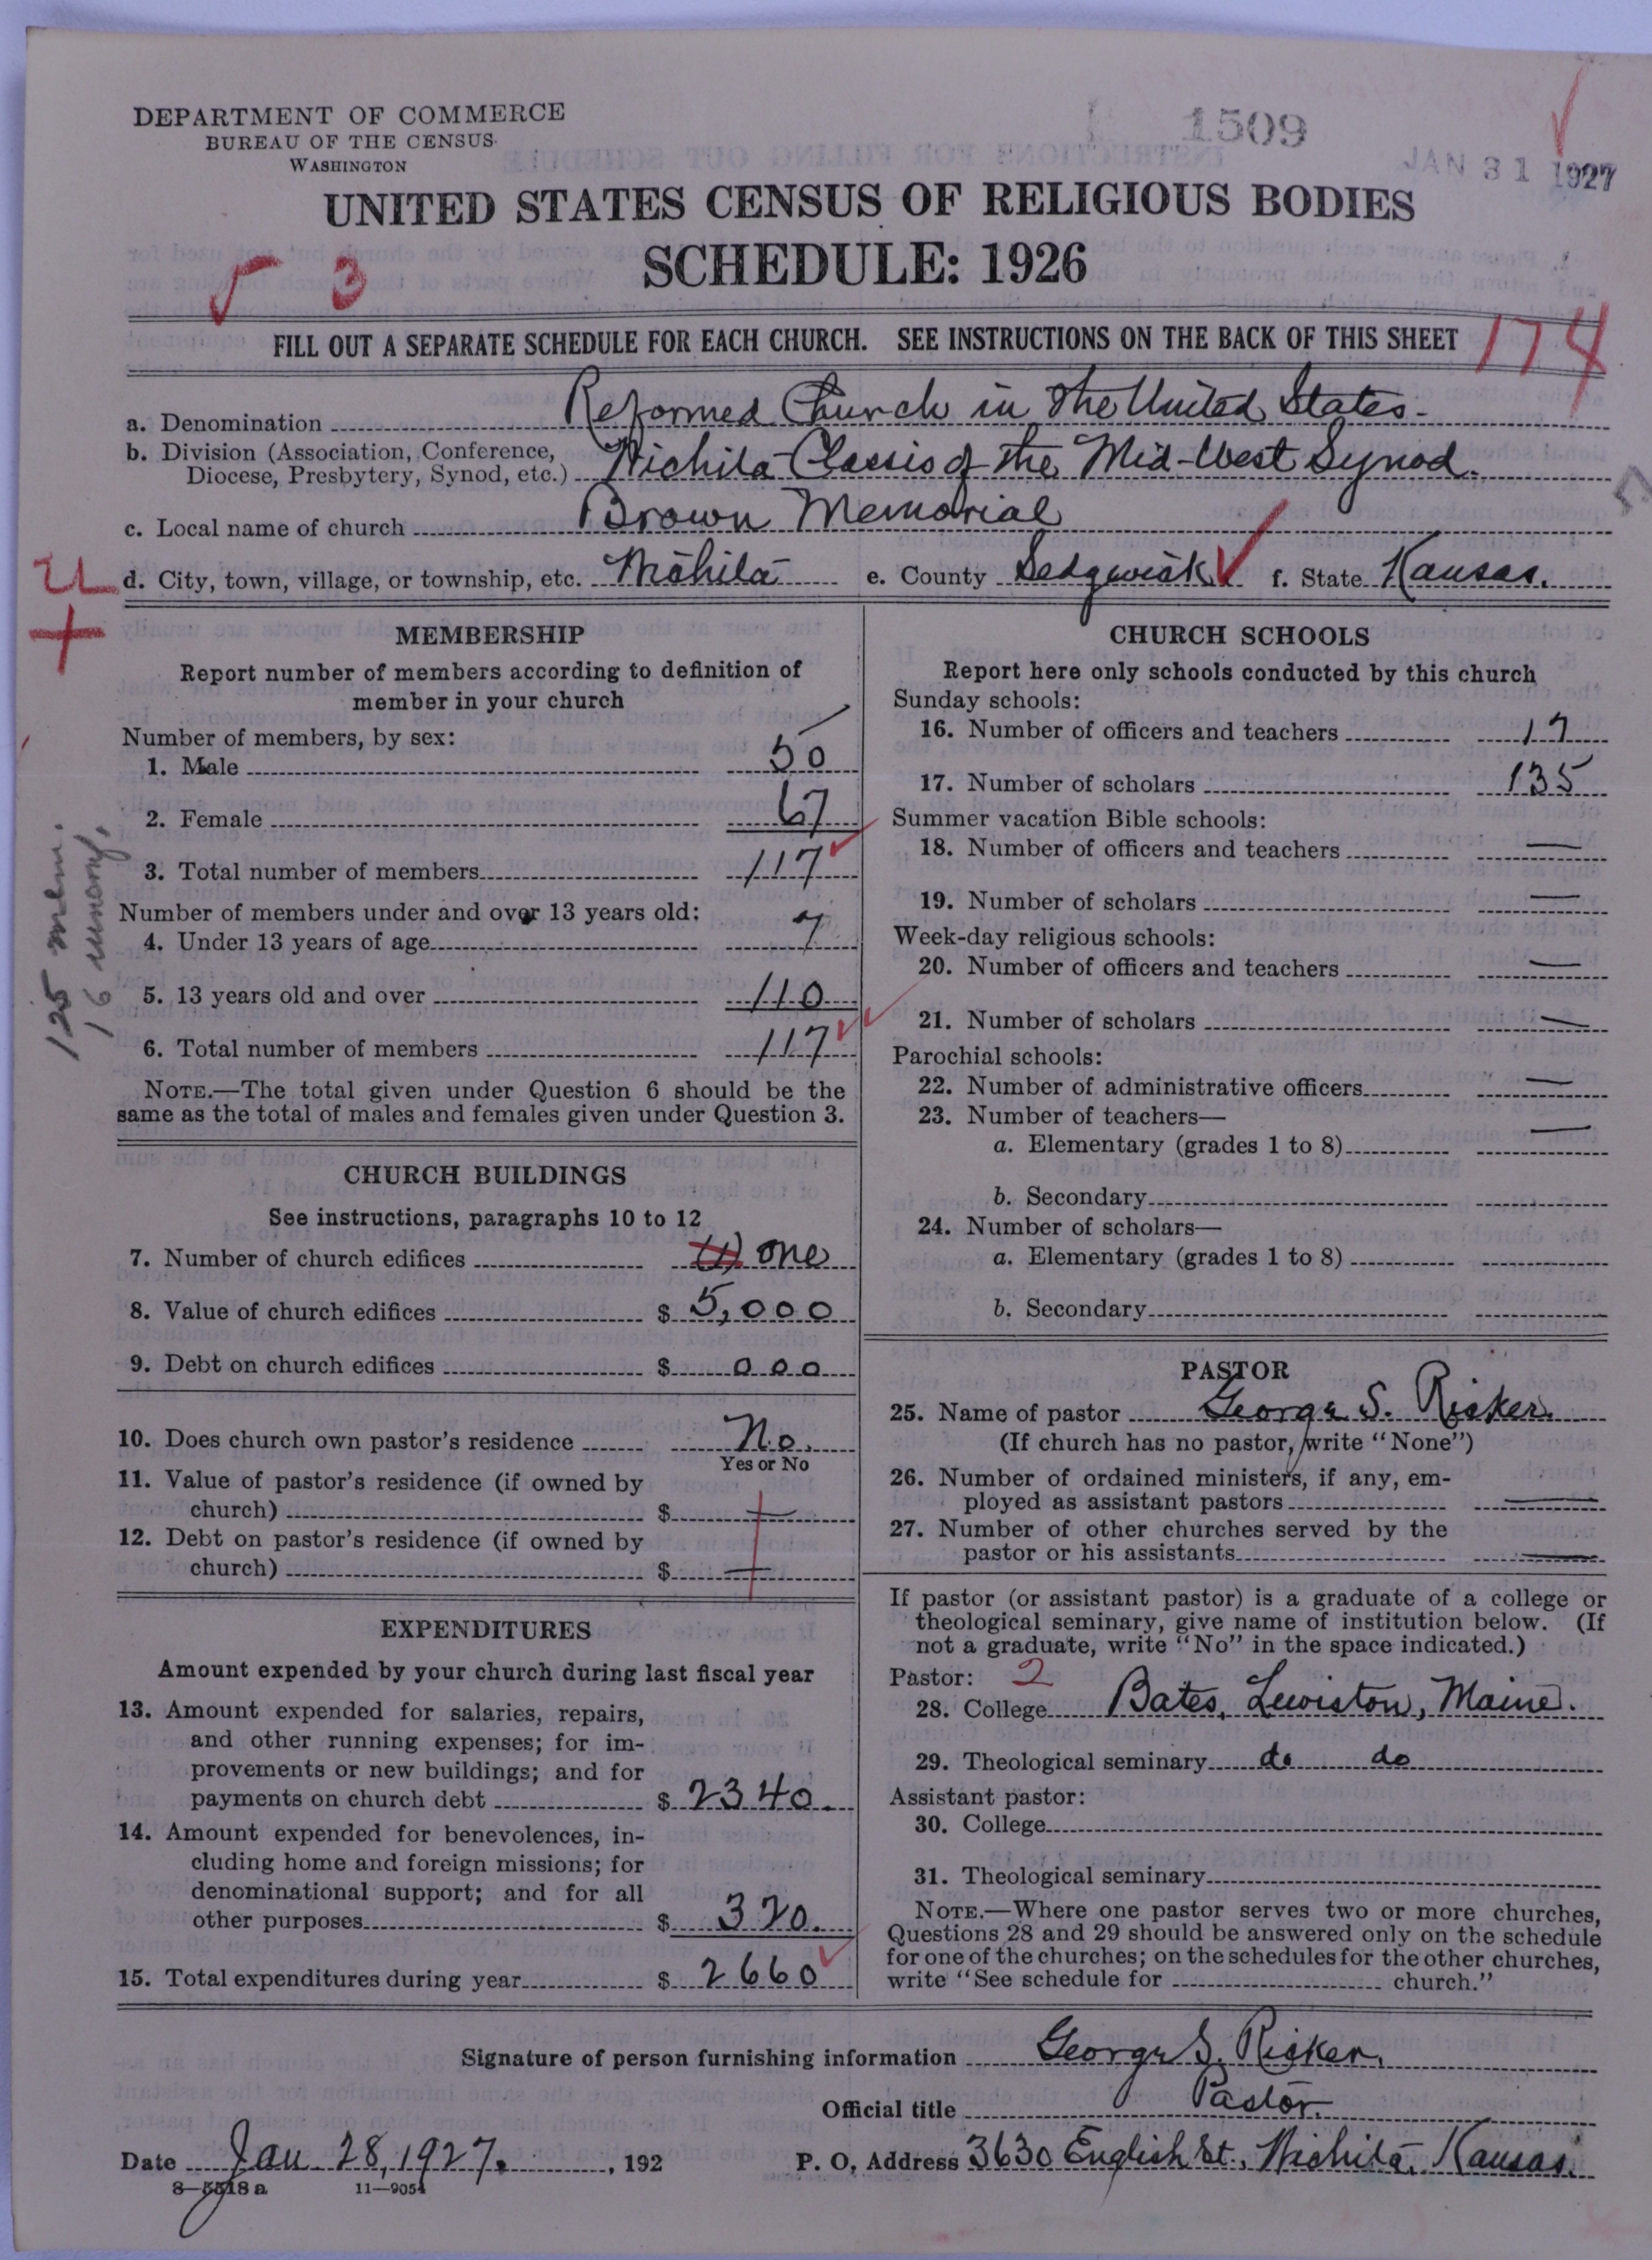 DEPARTMENT OF COMMERCE
BUREAU OF THE CENSUS
WASHINGTON
1509
JAN 31 1927
UNITED STATES CENSUS OF RELIGIOUS BODIES
SCHEDULE: 1926
3
FILL OUT A SEPARATE SCHEDULE FOR EACH CHURCH. SEE INSTRUCTIONS ON THE BACK OF THIS SHEET
174
a. Denomination Reformed Church in the United States.
b. Division (Association, Conference,
Diocese, Presbytery, Synod, etc.) Wichita Classis of the Mid-West Synod.
c. Local name of church Brown Memorial
d. City, town, village, or township, etc. Wichita e. County Sedgwick f. State Kansas.
MEMBERSHIP
Report number of members according to definition of
member in your church
Number of members, by sex:
1. Male 50
2. Female 67
3. Total number of members 117
Number of members under and over 13 years old:
4. Under 13 years of age 7
5. 13 years old and over 110
6. Total number of members 117
NOTE.—The total given under Question 6 should be the
same as the total of males and females given under Question 3.
125 mem.
CHURCH BUILDINGS
See instructions, paragraphs 10 to 12
7. Number of church edifices (1) one
8. Value of church edifices $ 5,000
9. Debt on church edifices $ 000
10. Does church own pastor's residence No.
Yes or No
11. Value of pastor's residence (if owned by
church) $ —
12. Debt on pastor's residence (if owned by
church) $ —
EXPENDITURES
Amount expended by your church during last fiscal year
13. Amount expended for salaries, repairs,
and other running expenses; for im-
provements or new buildings; and for
payments on church debt $ 2340.
14. Amount expended for benevolences, in-
cluding home and foreign missions; for
denominational support; and for all
other purposes $ 320.
15. Total expenditures during year $ 2660
CHURCH SCHOOLS
Report here only schools conducted by this church
Sunday schools:
16. Number of officers and teachers 17
17. Number of scholars 135
Summer vacation Bible schools:
18. Number of officers and teachers —
19. Number of scholars —
Week-day religious schools:
20. Number of officers and teachers —
21. Number of scholars —
Parochial schools:
22. Number of administrative officers —
23. Number of teachers—
a. Elementary (grades 1 to 8) —
b. Secondary
24. Number of scholars—
a. Elementary (grades 1 to 8)
b. Secondary
PASTOR
25. Name of pastor George S. Ricker.
(If church has no pastor, write "None")
26. Number of ordained ministers, if any, em-
ployed as assistant pastors —
27. Number of other churches served by the
pastor or his assistants —
If pastor (or assistant pastor) is a graduate of a college or
theological seminary, give name of institution below. (If
not a graduate, write "No" in the space indicated.)
Pastor: 2
28. College Bates, Lewiston, Maine.
29. Theological seminary do do
Assistant pastor:
30. College
31. Theological seminary
NOTE.—Where one pastor serves two or more churches,
Questions 28 and 29 should be answered only on the schedule
for one of the churches; on the schedules for the other churches,
write "See schedule for church."
Signature of person furnishing information George S. Ricker.
Official title Pastor.
Date Jan 28, 1927. , 192 P. O. Address 3630 English St., Wichita, Kansas.
8—5518a 11—9054